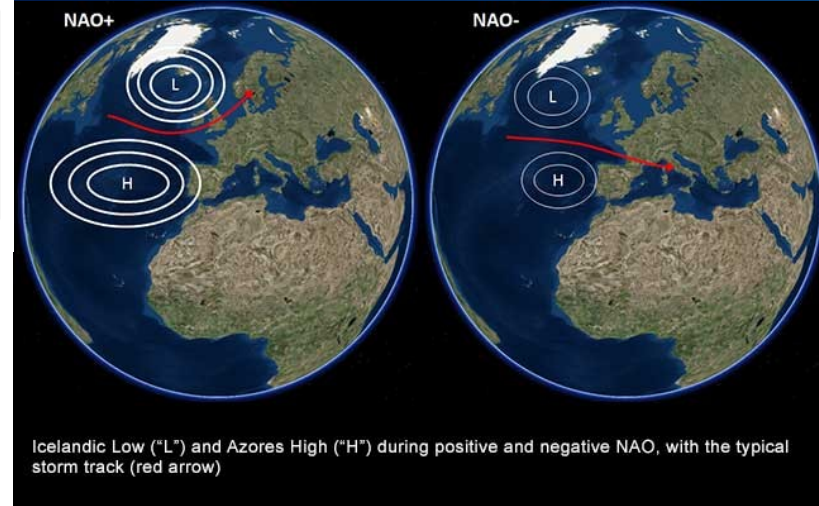 NAO+
NAO-
L
L
H
H
Icelandic Low ("L") and Azores High ("H") during positive and negative NAO, with the typical
storm track (red arrow)